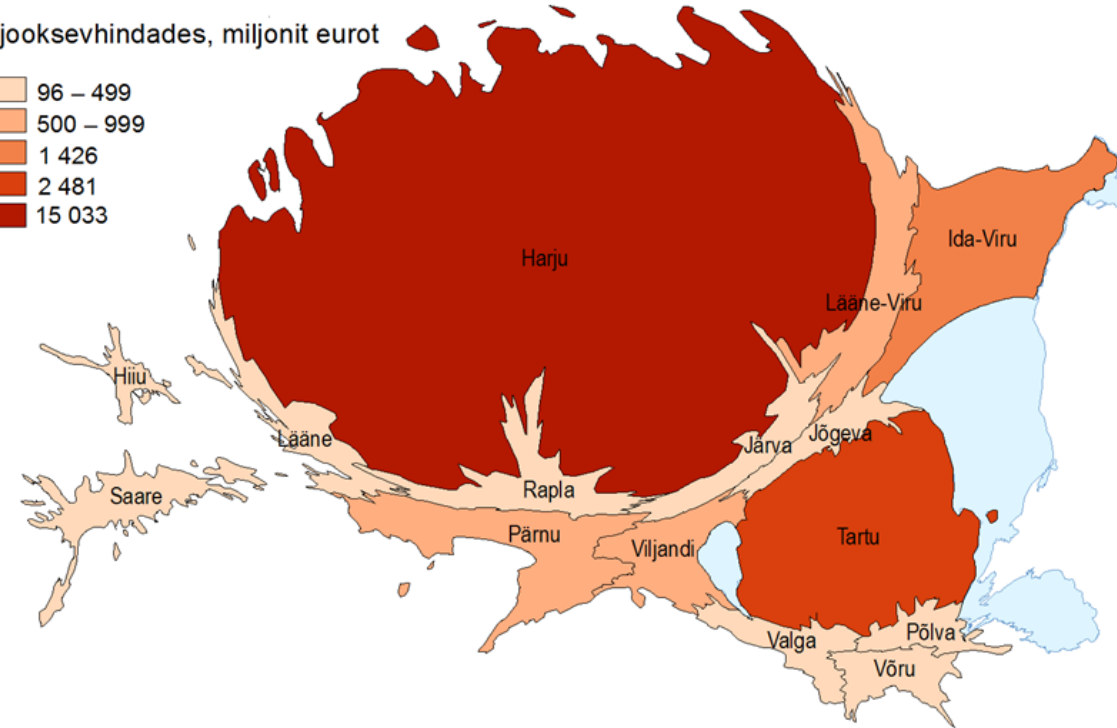 jooksevhindades, miljonit eurot
96 – 499
500 – 999
1 426
2 481
15 033
Ida-Viru
Harju
Lääne-Viru
Hiiu
Lääne
Järva
Jõgeva
Saare
Rapla
Pärnu
Viljandi
Tartu
Valga
Põlva
Võru